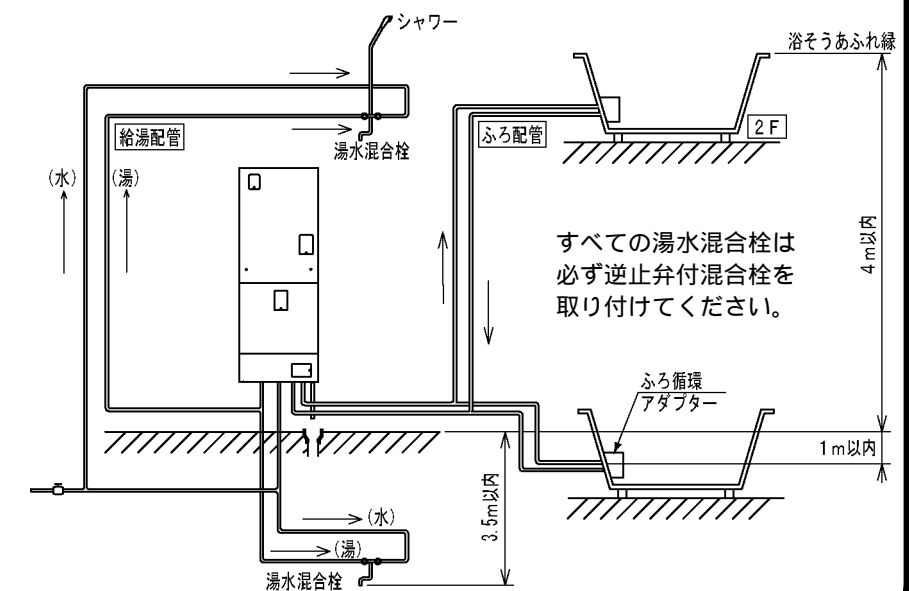 シャワー
浴そうあふれ縁
給湯配管
湯水混合栓
ふろ配管
2F
(水)
(湯)
すべての湯水混合栓は
必ず逆止弁付混合栓を
取り付けてください。
4m以内
ふろ循環
アダプター
1m以内
3.5m以内
(水)
(湯)
湯水混合栓